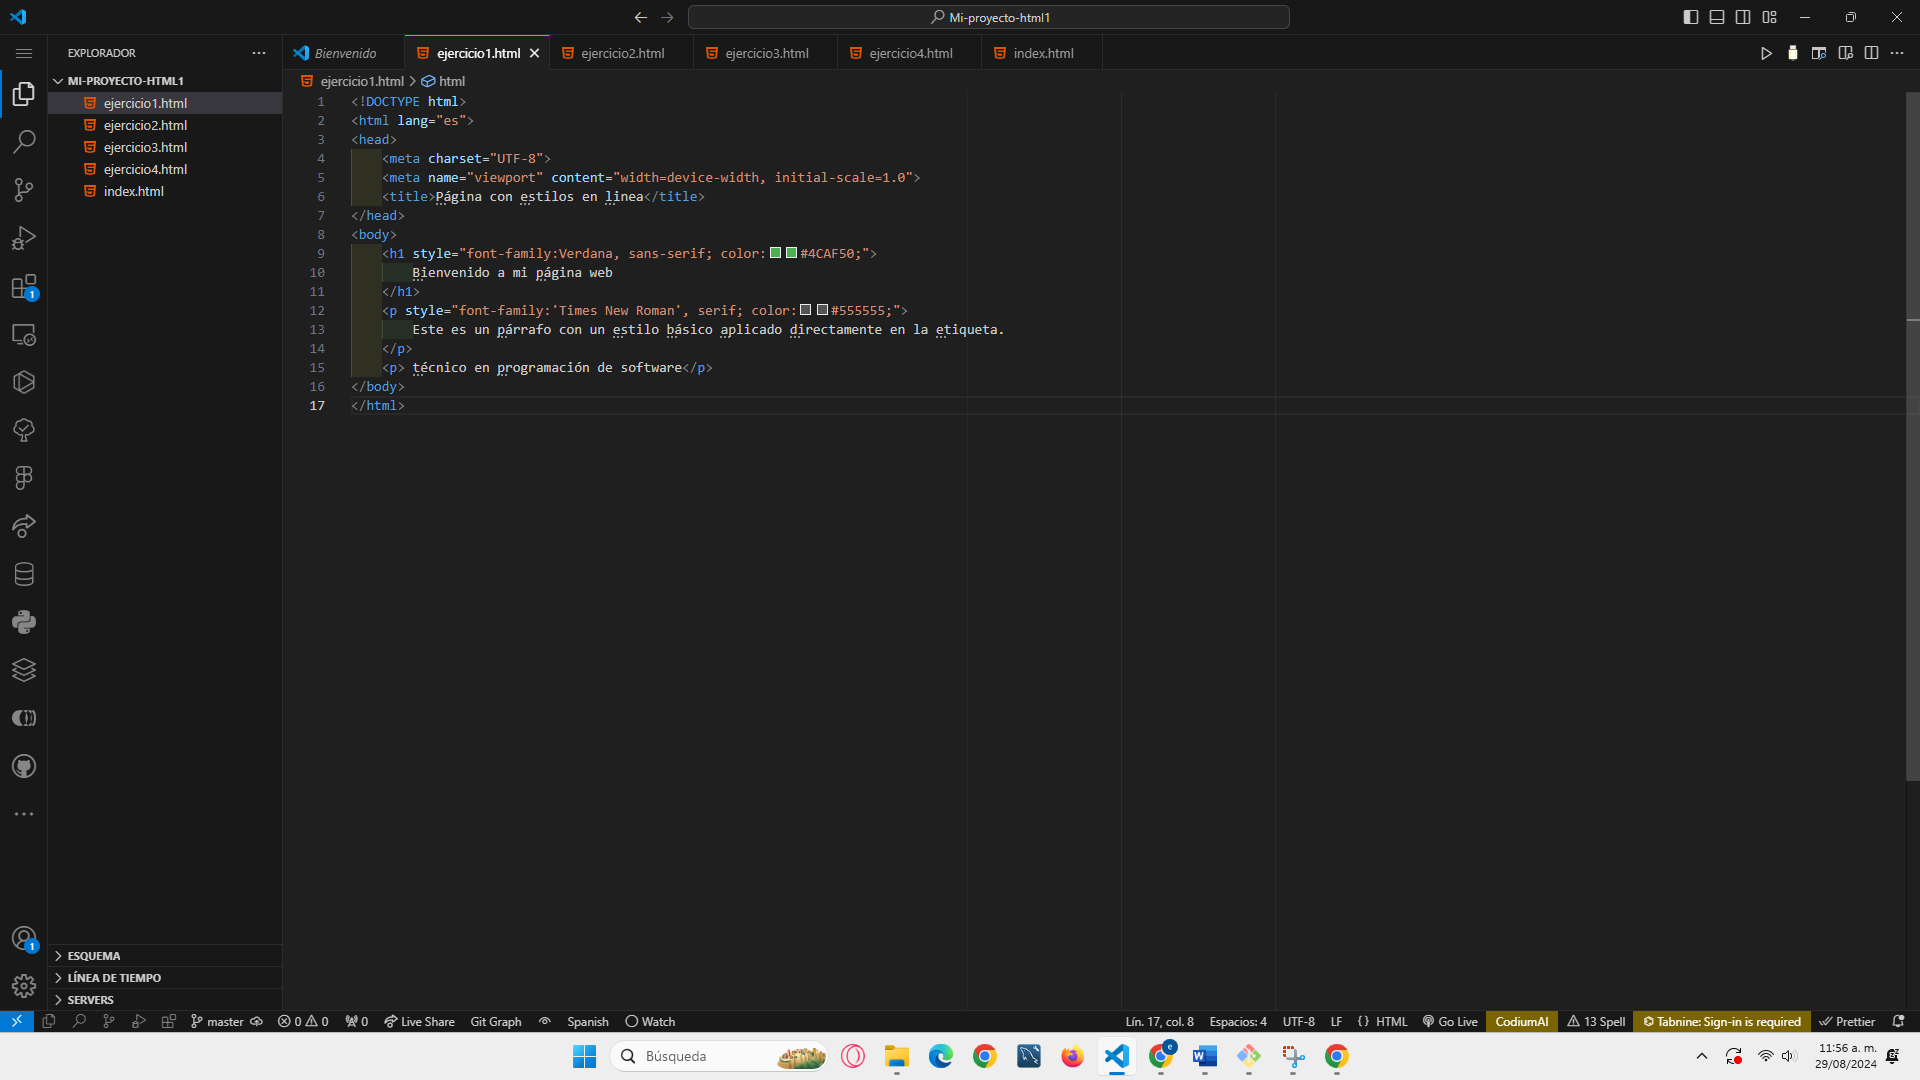 Mi-proyecto-html1
EXPLORADOR
MI-PROYECTO-HTML1
ejercicio1.html
ejercicio2.html
ejercicio3.html
ejercicio4.html
index.html
ESQUEMA
LÍNEA DE TIEMPO
SERVERS
Bienvenido
ejercicio1.html
ejercicio2.html
ejercicio3.html
ejercicio4.html
index.html
ejercicio1.html > html
1 <!DOCTYPE html>
2 <html lang="es">
3 <head>
4 <meta charset="UTF-8">
5 <meta name="viewport" content="width=device-width, initial-scale=1.0">
6 <title>Página con estilos en linea</title>
7 </head>
8 <body>
9 <h1 style="font-family:Verdana, sans-serif; color:#4CAF50;">
10 Bienvenido a mi página web
11 </h1>
12 <p style="font-family:'Times New Roman', serif; color:#555555;">
13 Este es un párrafo con un estilo básico aplicado directamente en la etiqueta.
14 </p>
15 <p> técnico en programación de software</p>
16 </body>
17 </html>
1
1
master 0 0 0 Live Share Git Graph Spanish Watch Lín. 17, col. 8 Espacios: 4 UTF-8 LF {} HTML Go Live CodiumAI 13 Spell Tabnine: Sign-in is required Prettier
Búsqueda
e
W
11:56 a. m.
29/08/2024